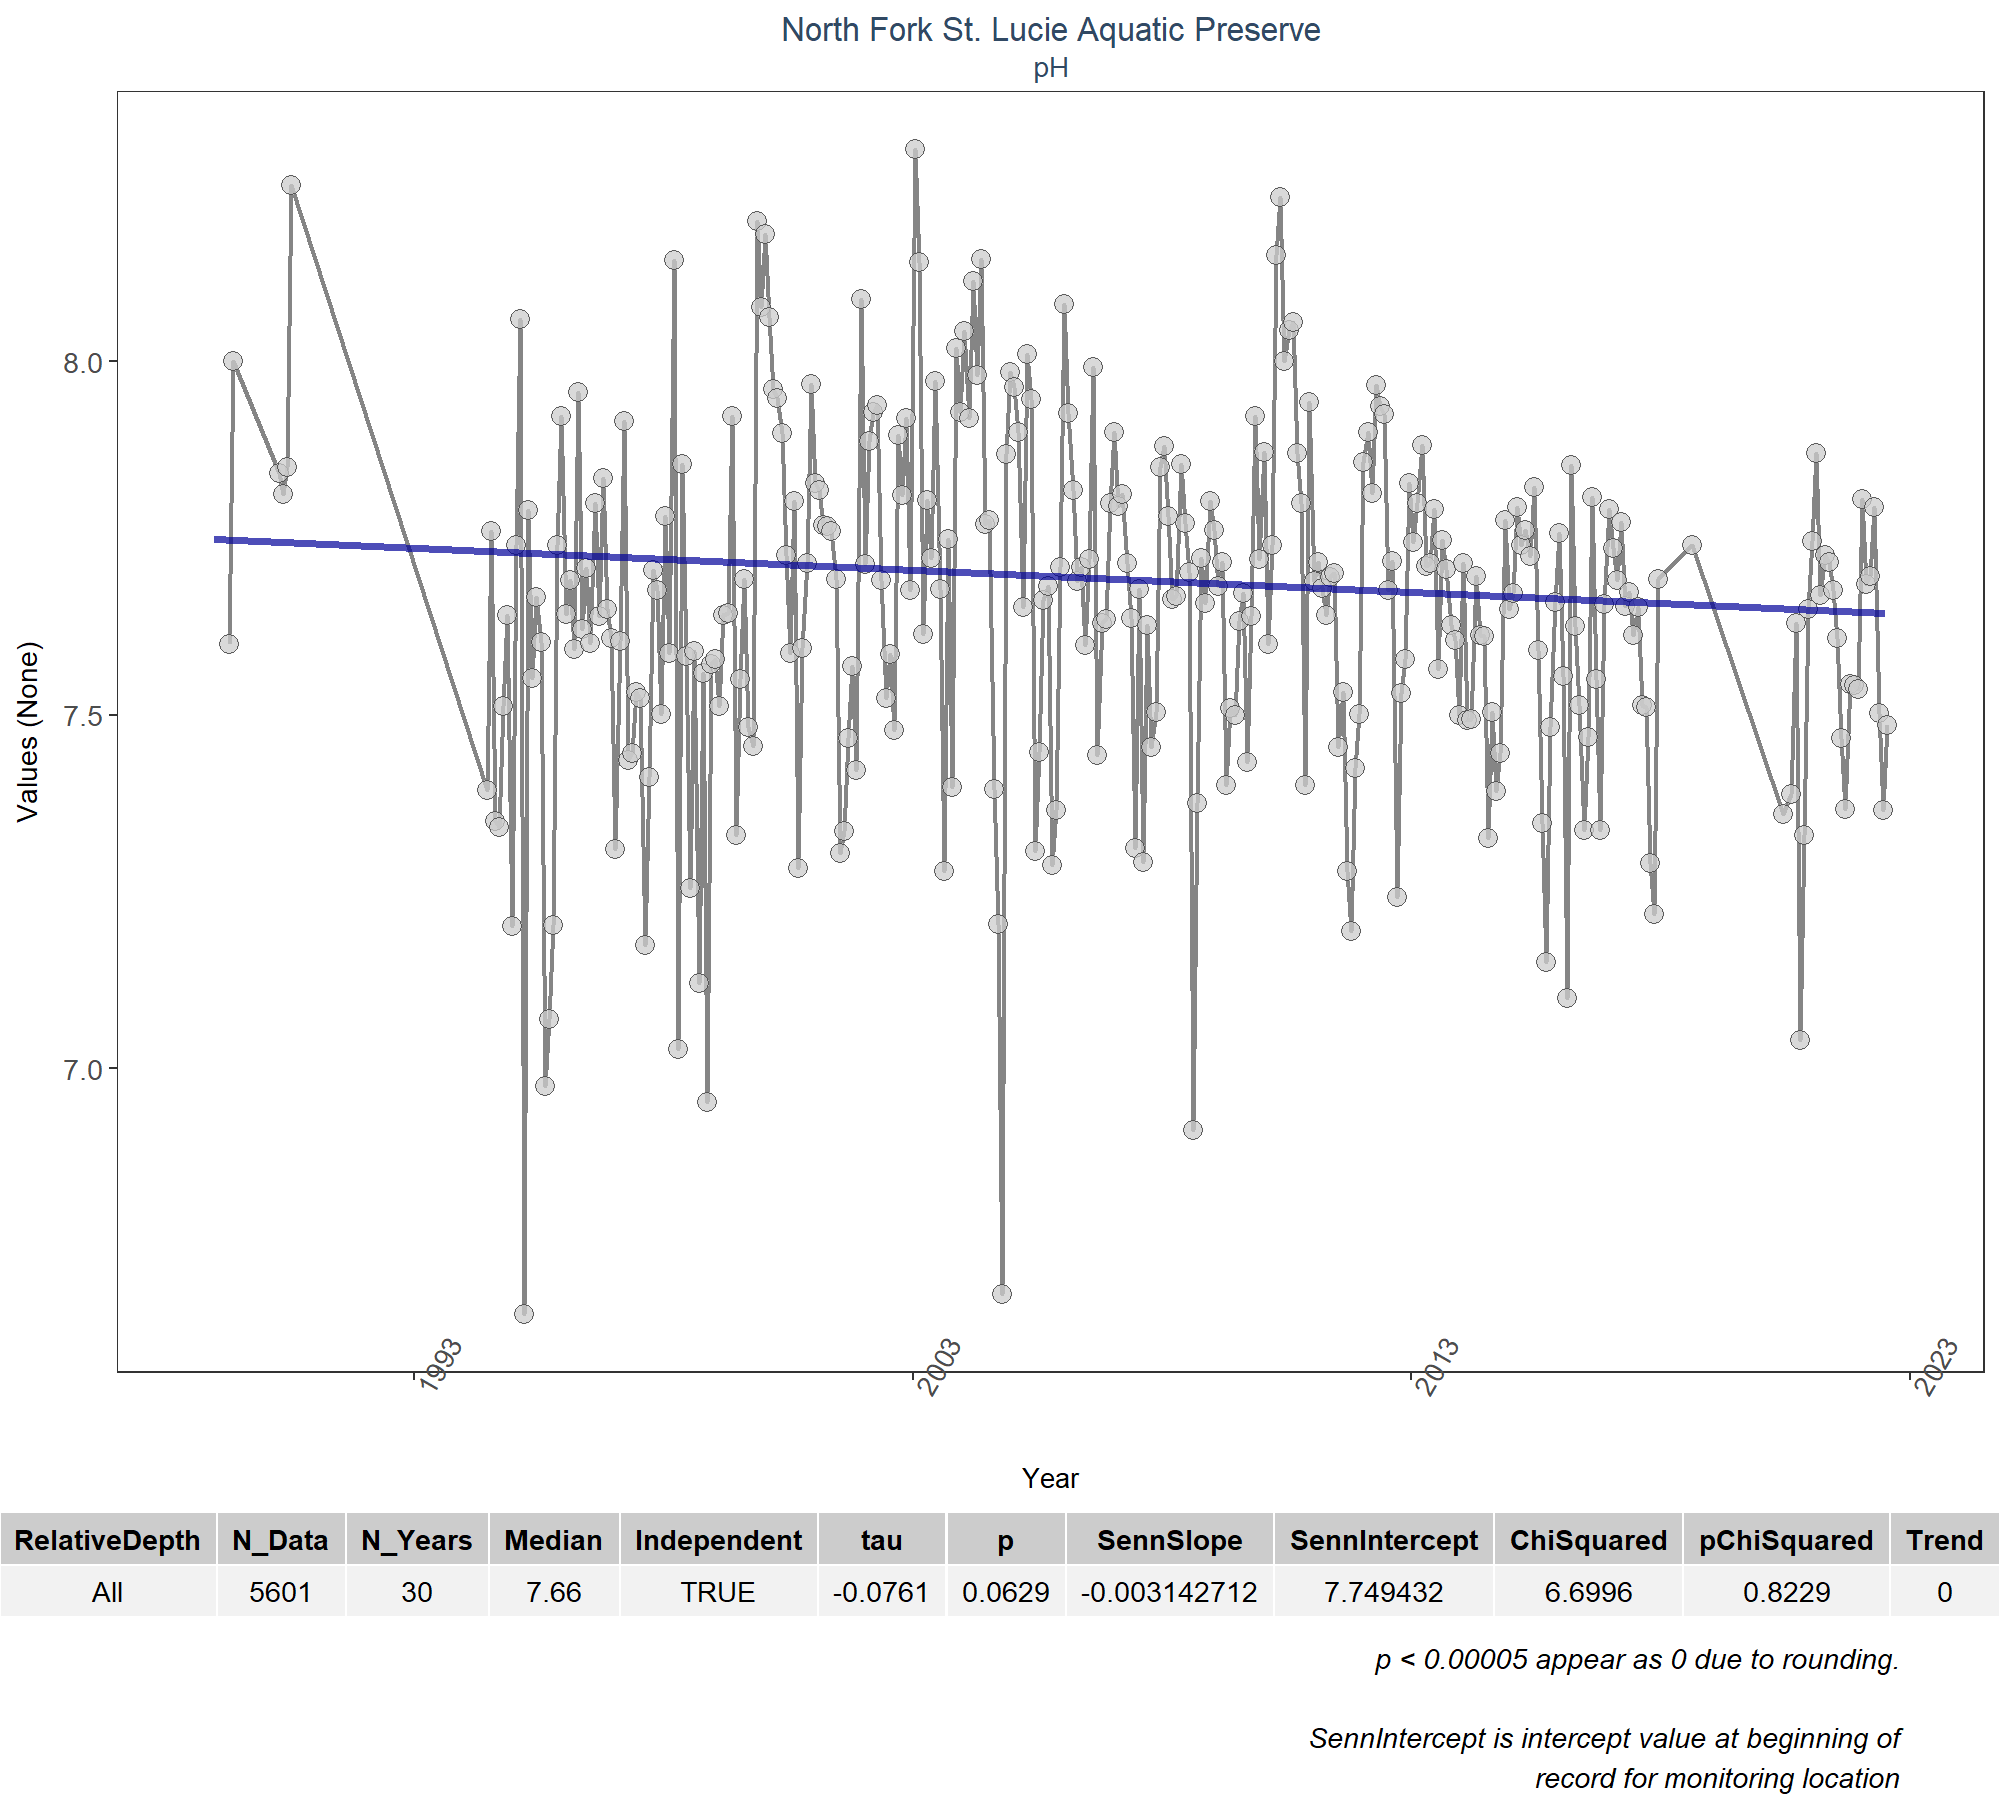 North Fork St. Lucie Aquatic Preserve
pH
Values (None)
8.0
7.5
7.0
1993
2003
2013
2023
Year
RelativeDepth N_Data N_Years Median Independent tau p SennSlope SennIntercept ChiSquared pChiSquared Trend
All 5601 30 7.66 TRUE -0.0761 0.0629 -0.003142712 7.749432 6.6996 0.8229 0
p < 0.00005 appear as 0 due to rounding.
SennIntercept is intercept value at beginning of
record for monitoring location